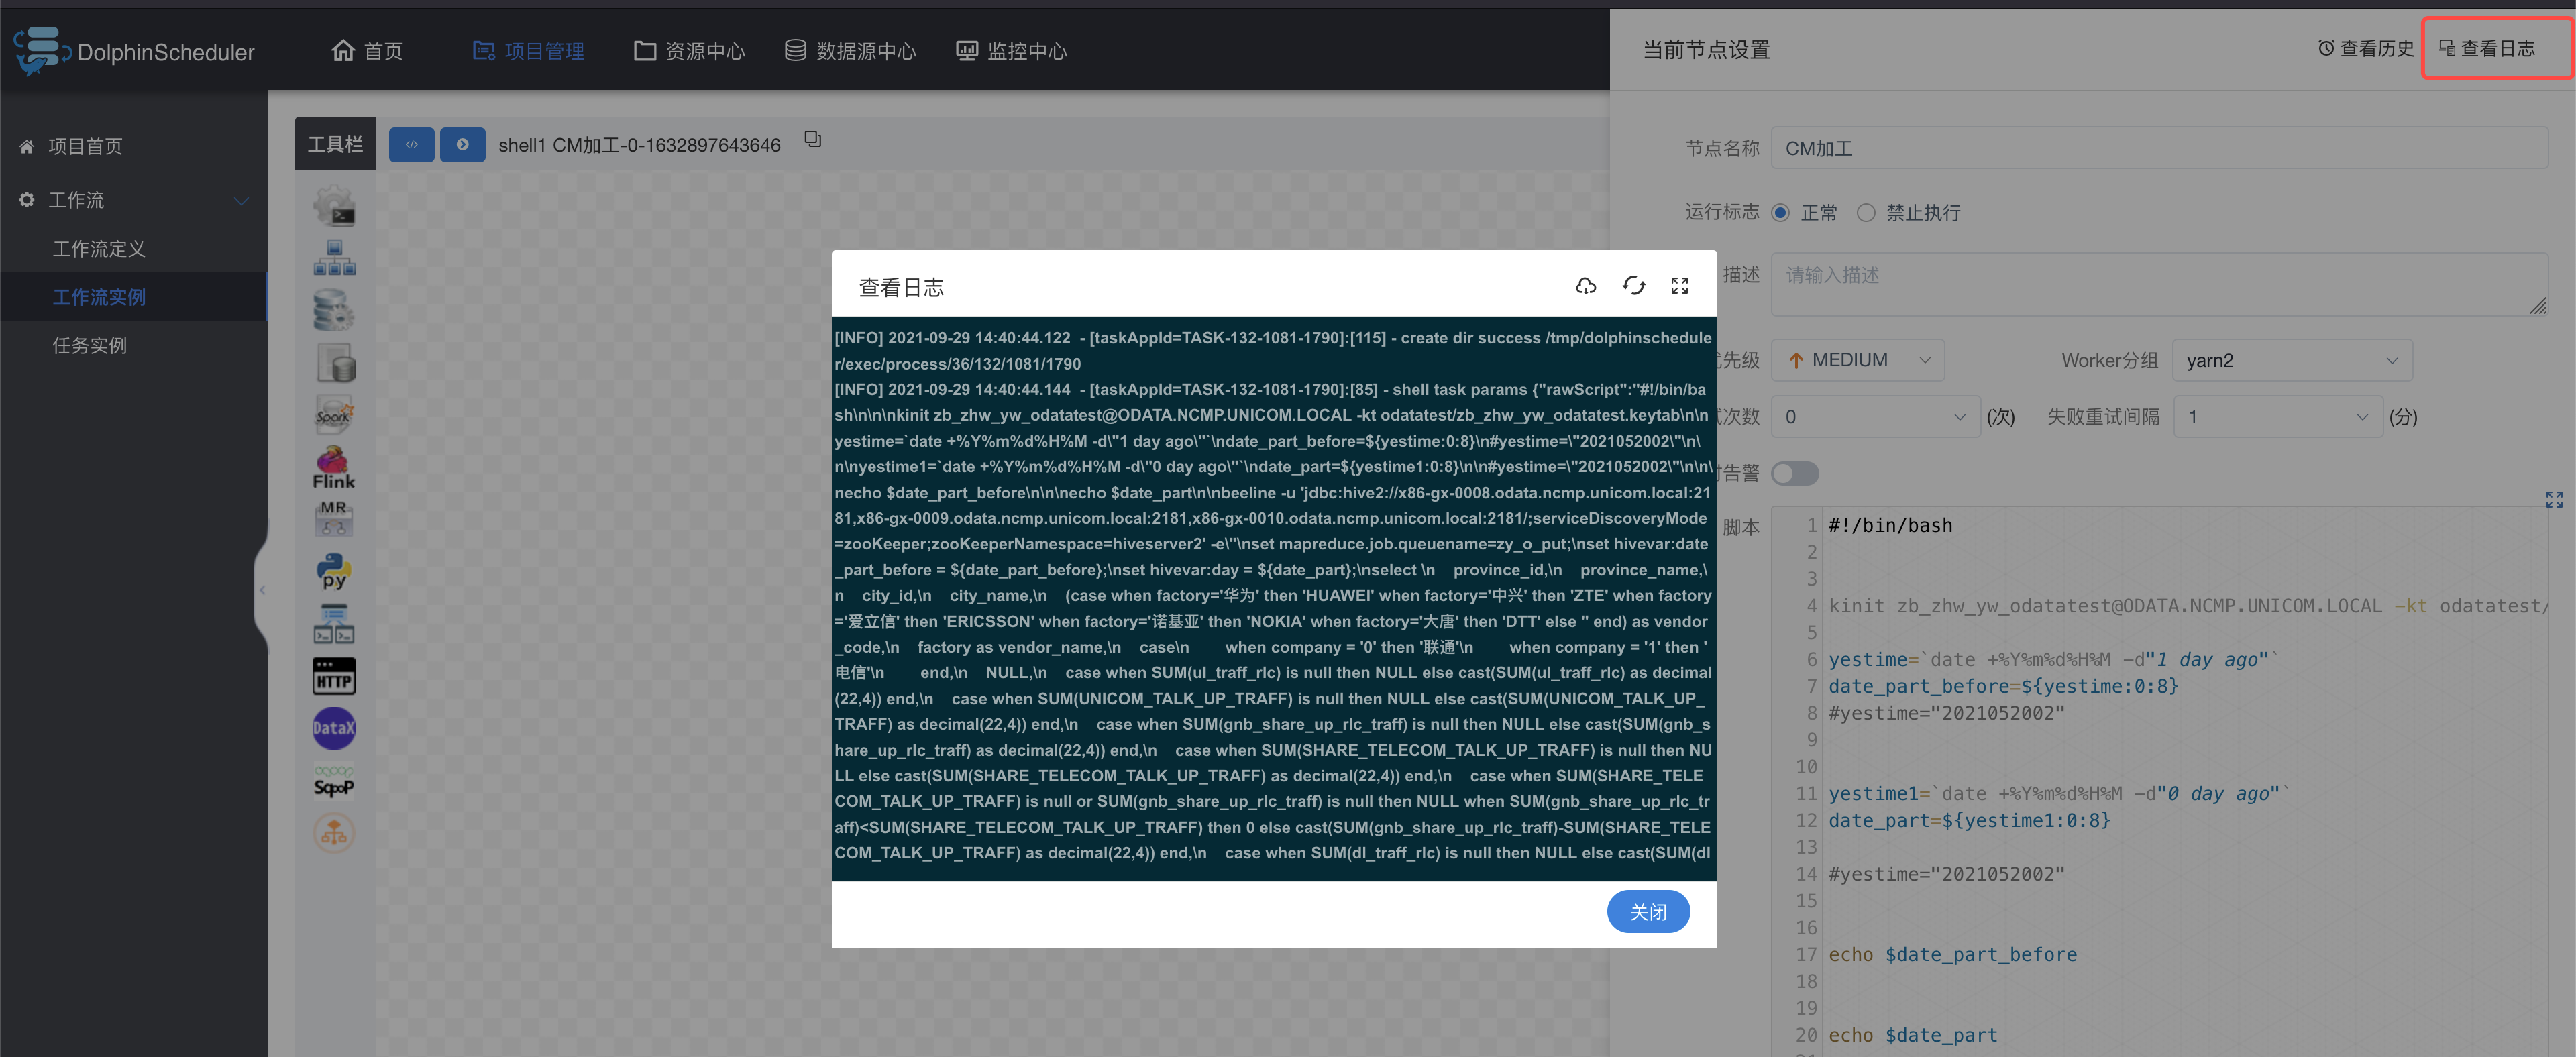 DolphinScheduler
首页
项目管理
资源中心
数据源中心
监控中心
当前节点设置
查看历史
查看日志
项目首页
工作流
工作流定义
工作流实例
任务实例
工具栏
shell1 CM加工-0-1632897643646
Spark
Flink
MR
py
HTTP
DataX
Sqoop
查看日志
[INFO] 2021-09-29 14:40:44.122 - [taskAppId=TASK-132-1081-1790]:[115] - create dir success /tmp/dolphinschedule
r/exec/process/36/132/1081/1790
[INFO] 2021-09-29 14:40:44.144 - [taskAppId=TASK-132-1081-1790]:[85] - shell task params {"rawScript":"#!/bin/ba
sh\n\n\nkinit zb_zhw_yw_odatatest@ODATA.NCMP.UNICOM.LOCAL -kt odatatest/zb_zhw_yw_odatatest.keytab\n\n
yestime=`date +%Y%m%d%H%M -d\"1 day ago\"`\ndate_part_before=${yestime:0:8}\n#yestime=\"2021052002\"\n\
n\nyestime1=`date +%Y%m%d%H%M -d\"0 day ago\"`\ndate_part=${yestime1:0:8}\n\n#yestime=\"2021052002\"\n\n\
necho $date_part_before\n\n\necho $date_part\n\nbeeline -u 'jdbc:hive2://x86-gx-0008.odata.ncmp.unicom.local:21
81,x86-gx-0009.odata.ncmp.unicom.local:2181,x86-gx-0010.odata.ncmp.unicom.local:2181/;serviceDiscoveryMode
=zooKeeper;zooKeeperNamespace=hiveserver2' -e\"\nset mapreduce.job.queuename=zy_o_put;\nset hivevar:date
_part_before = ${date_part_before};\nset hivevar:day = ${date_part};\nselect \n    province_id,\n    province_name,\
n    city_id,\n    city_name,\n    (case when factory='华为' then 'HUAWEI' when factory='中兴' then 'ZTE' when factory
='爱立信' then 'ERICSSON' when factory='诺基亚' then 'NOKIA' when factory='大唐' then 'DTT' else '' end) as vendor
_code,\n    factory as vendor_name,\n    case\n        when company = '0' then '联通'\n        when company = '1' then '
电信'\n        end,\n    NULL,\n    case when SUM(ul_traff_rlc) is null then NULL else cast(SUM(ul_traff_rlc) as decimal
(22,4)) end,\n    case when SUM(UNICOM_TALK_UP_TRAFF) is null then NULL else cast(SUM(UNICOM_TALK_UP_
TRAFF) as decimal(22,4)) end,\n    case when SUM(gnb_share_up_rlc_traff) is null then NULL else cast(SUM(gnb_s
hare_up_rlc_traff) as decimal(22,4)) end,\n    case when SUM(SHARE_TELECOM_TALK_UP_TRAFF) is null then NU
LL else cast(SUM(SHARE_TELECOM_TALK_UP_TRAFF) as decimal(22,4)) end,\n    case when SUM(SHARE_TELE
COM_TALK_UP_TRAFF) is null or SUM(gnb_share_up_rlc_traff) is null then NULL when SUM(gnb_share_up_rlc_tr
aff)<SUM(SHARE_TELECOM_TALK_UP_TRAFF) then 0 else cast(SUM(gnb_share_up_rlc_traff)-SUM(SHARE_TELE
COM_TALK_UP_TRAFF) as decimal(22,4)) end,\n    case when SUM(dl_traff_rlc) is null then NULL else cast(SUM(dl
关闭
节点名称 CM加工
运行标志 正常 禁止执行
描述 请输入描述
先级 MEDIUM Worker分组 yarn2
次数 0 (次) 失败重试间隔 1 (分)
告警
脚本
1 #!/bin/bash
2
3
4 kinit zb_zhw_yw_odatatest@ODATA.NCMP.UNICOM.LOCAL -kt odatatest/
5
6 yestime=`date +%Y%m%d%H%M -d"1 day ago"`
7 date_part_before=${yestime:0:8}
8 #yestime="2021052002"
9
10
11 yestime1=`date +%Y%m%d%H%M -d"0 day ago"`
12 date_part=${yestime1:0:8}
13
14 #yestime="2021052002"
15
16
17 echo $date_part_before
18
19
20 echo $date_part